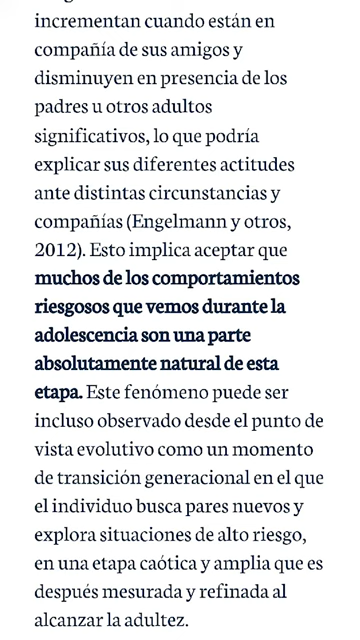 incrementan cuando están en
compañía de sus amigos y
disminuyen en presencia de los
padres u otros adultos
significativos, lo que podría
explicar sus diferentes actitudes
ante distintas circunstancias y
compañías (Engelmann y otros,
2012). Esto implica aceptar que
muchos de los comportamientos
riesgosos que vemos durante la
adolescencia son una parte
absolutamente natural de esta
etapa. Este fenómeno puede ser
incluso observado desde el punto de
vista evolutivo como un momento
de transición generacional en el que
el individuo busca pares nuevos y
explora situaciones de alto riesgo,
en una etapa caótica y amplia que es
después mesurada y refinada al
alcanzar la adultez.